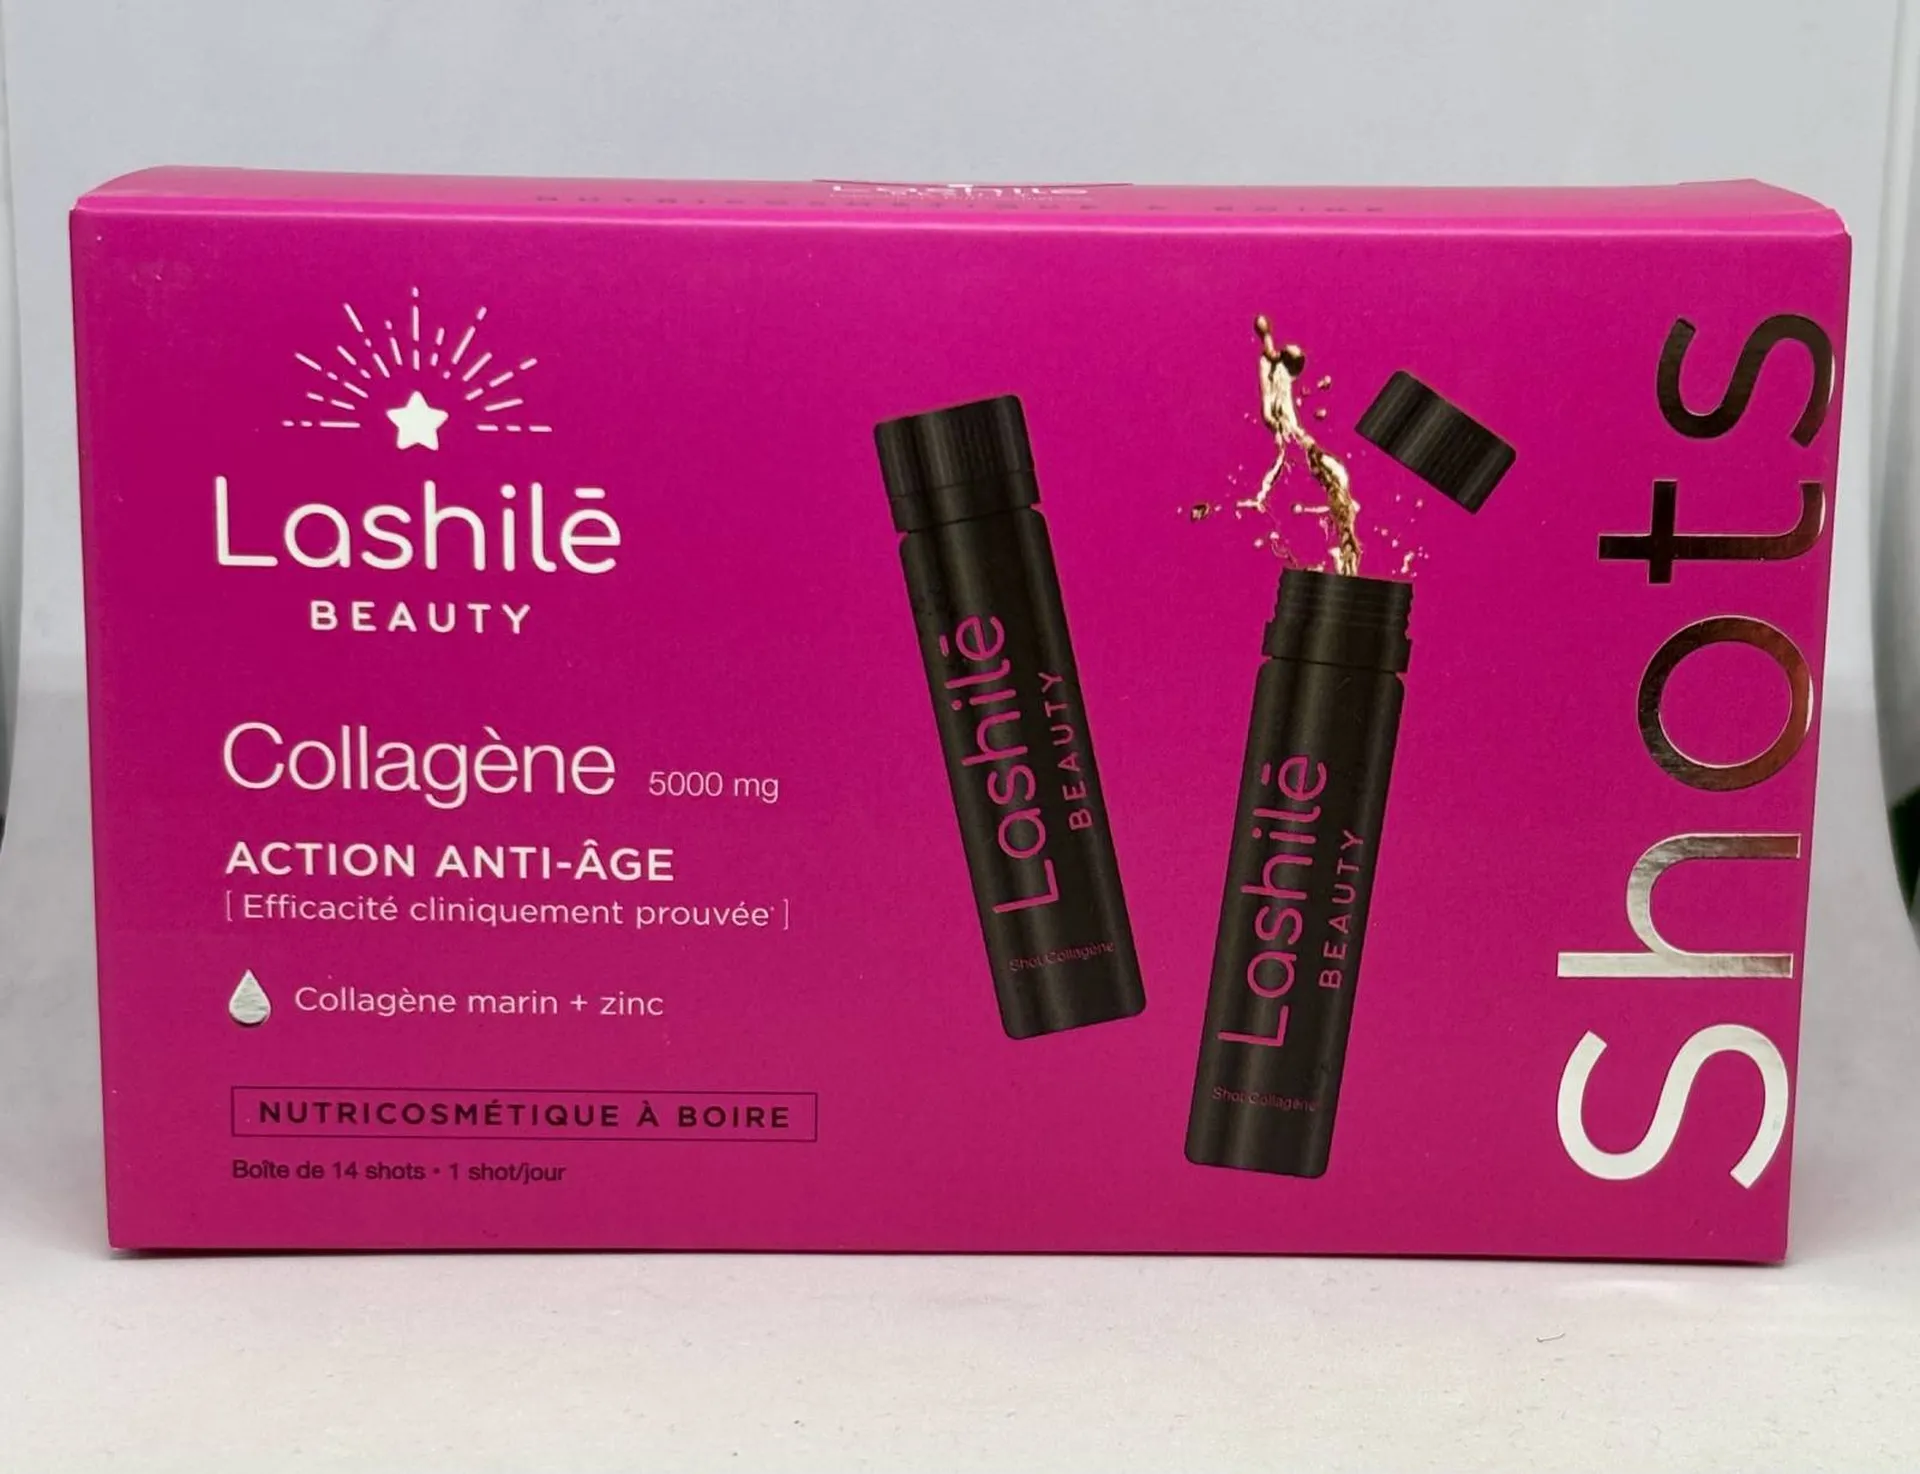 Lashilē
BEAUTY
Collagène 5000 mg
ACTION ANTI-ÂGE
[ Efficacité cliniquement prouvée* ]
Collagène marin + zinc
NUTRICOSMÉTIQUE À BOIRE
Boîte de 14 shots • 1 shot/jour
Lashilē
BEAUTY
Shot Collagène
Lashilē
BEAUTY
Shot Collagène
Shots